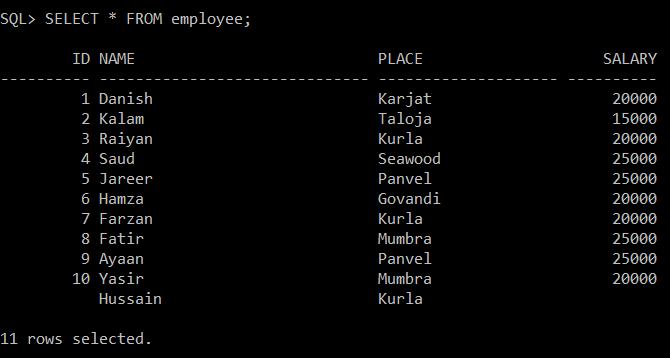 SQL> SELECT * FROM employee;
        ID NAME                           PLACE                    SALARY
---------- ------------------------------ -------------------- ----------
         1 Danish                         Karjat                    20000
         2 Kalam                          Taloja                    15000
         3 Raiyan                         Kurla                     20000
         4 Saud                           Seawood                   25000
         5 Jareer                         Panvel                    25000
         6 Hamza                          Govandi                   20000
         7 Farzan                         Kurla                     20000
         8 Fatir                          Mumbra                    25000
         9 Ayaan                          Panvel                    25000
        10 Yasir                          Mumbra                    20000
           Hussain                        Kurla
11 rows selected.